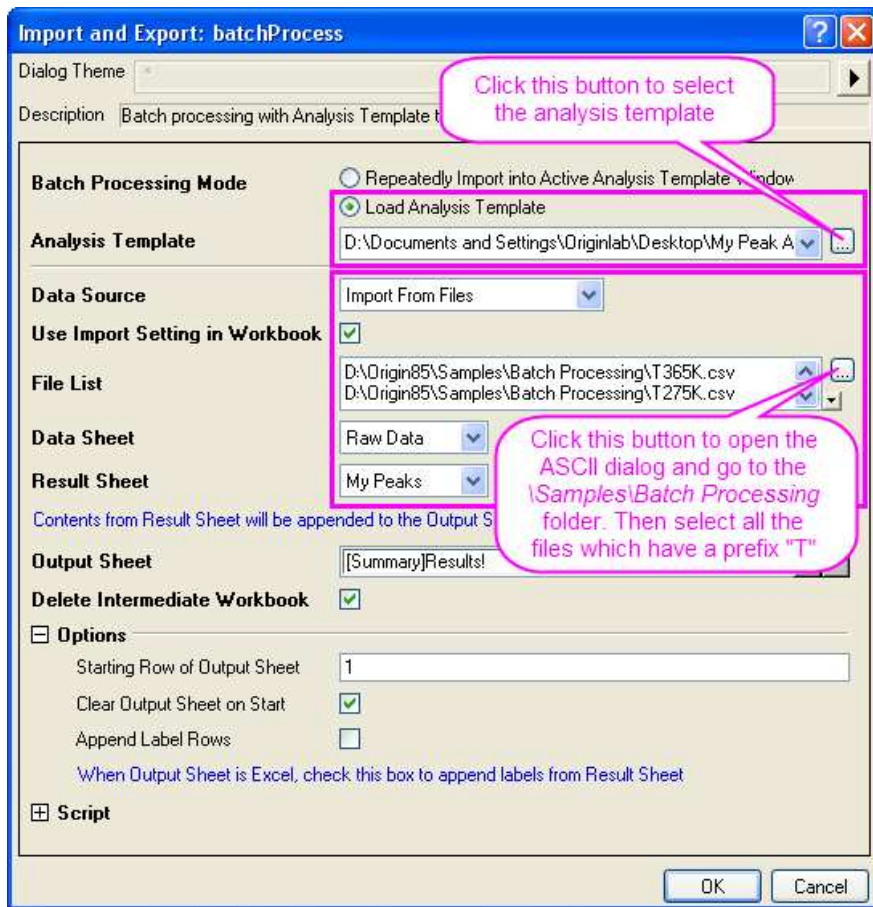 Import and Export: batchProcess
Dialog Theme *
Click this button to select
the analysis template
Description Batch processing with Analysis Template t
Batch Processing Mode
Repeatedly Import into Active Analysis Template Window
Load Analysis Template
Analysis Template D:\Documents and Settings\Originlab\Desktop\My Peak A ...
Data Source Import From Files
Use Import Setting in Workbook
File List
D:\Origin85\Samples\Batch Processing\T365K.csv ...
D:\Origin85\Samples\Batch Processing\T275K.csv
Data Sheet Raw Data
Result Sheet My Peaks
Click this button to open the
ASCII dialog and go to the
\Samples\Batch Processing
folder. Then select all the
files which have a prefix "T"
Contents from Result Sheet will be appended to the Output S
Output Sheet [Summary]Results!
Delete Intermediate Workbook
Options
Starting Row of Output Sheet 1
Clear Output Sheet on Start
Append Label Rows
When Output Sheet is Excel, check this box to append labels from Result Sheet
Script
OK Cancel